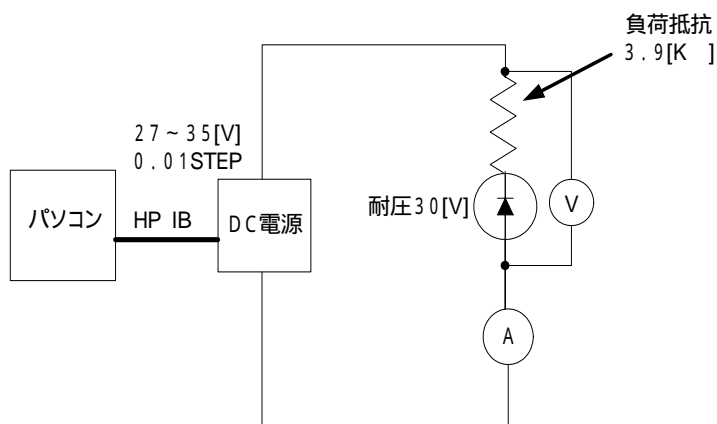 負荷抵抗
3.9[K ]
27~35[V]
0.01STEP
パソコン
HP IB
DC電源
耐圧30[V]
V
A